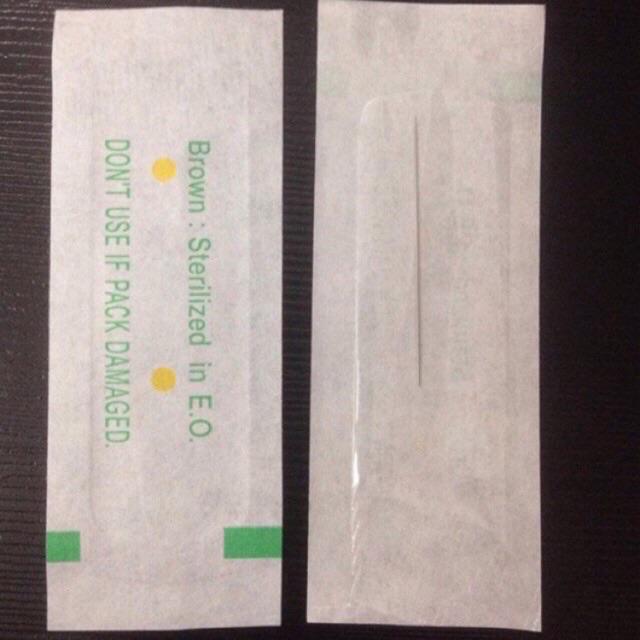 Brown : Sterilized in E.O.
DON'T USE IF PACK DAMAGED.